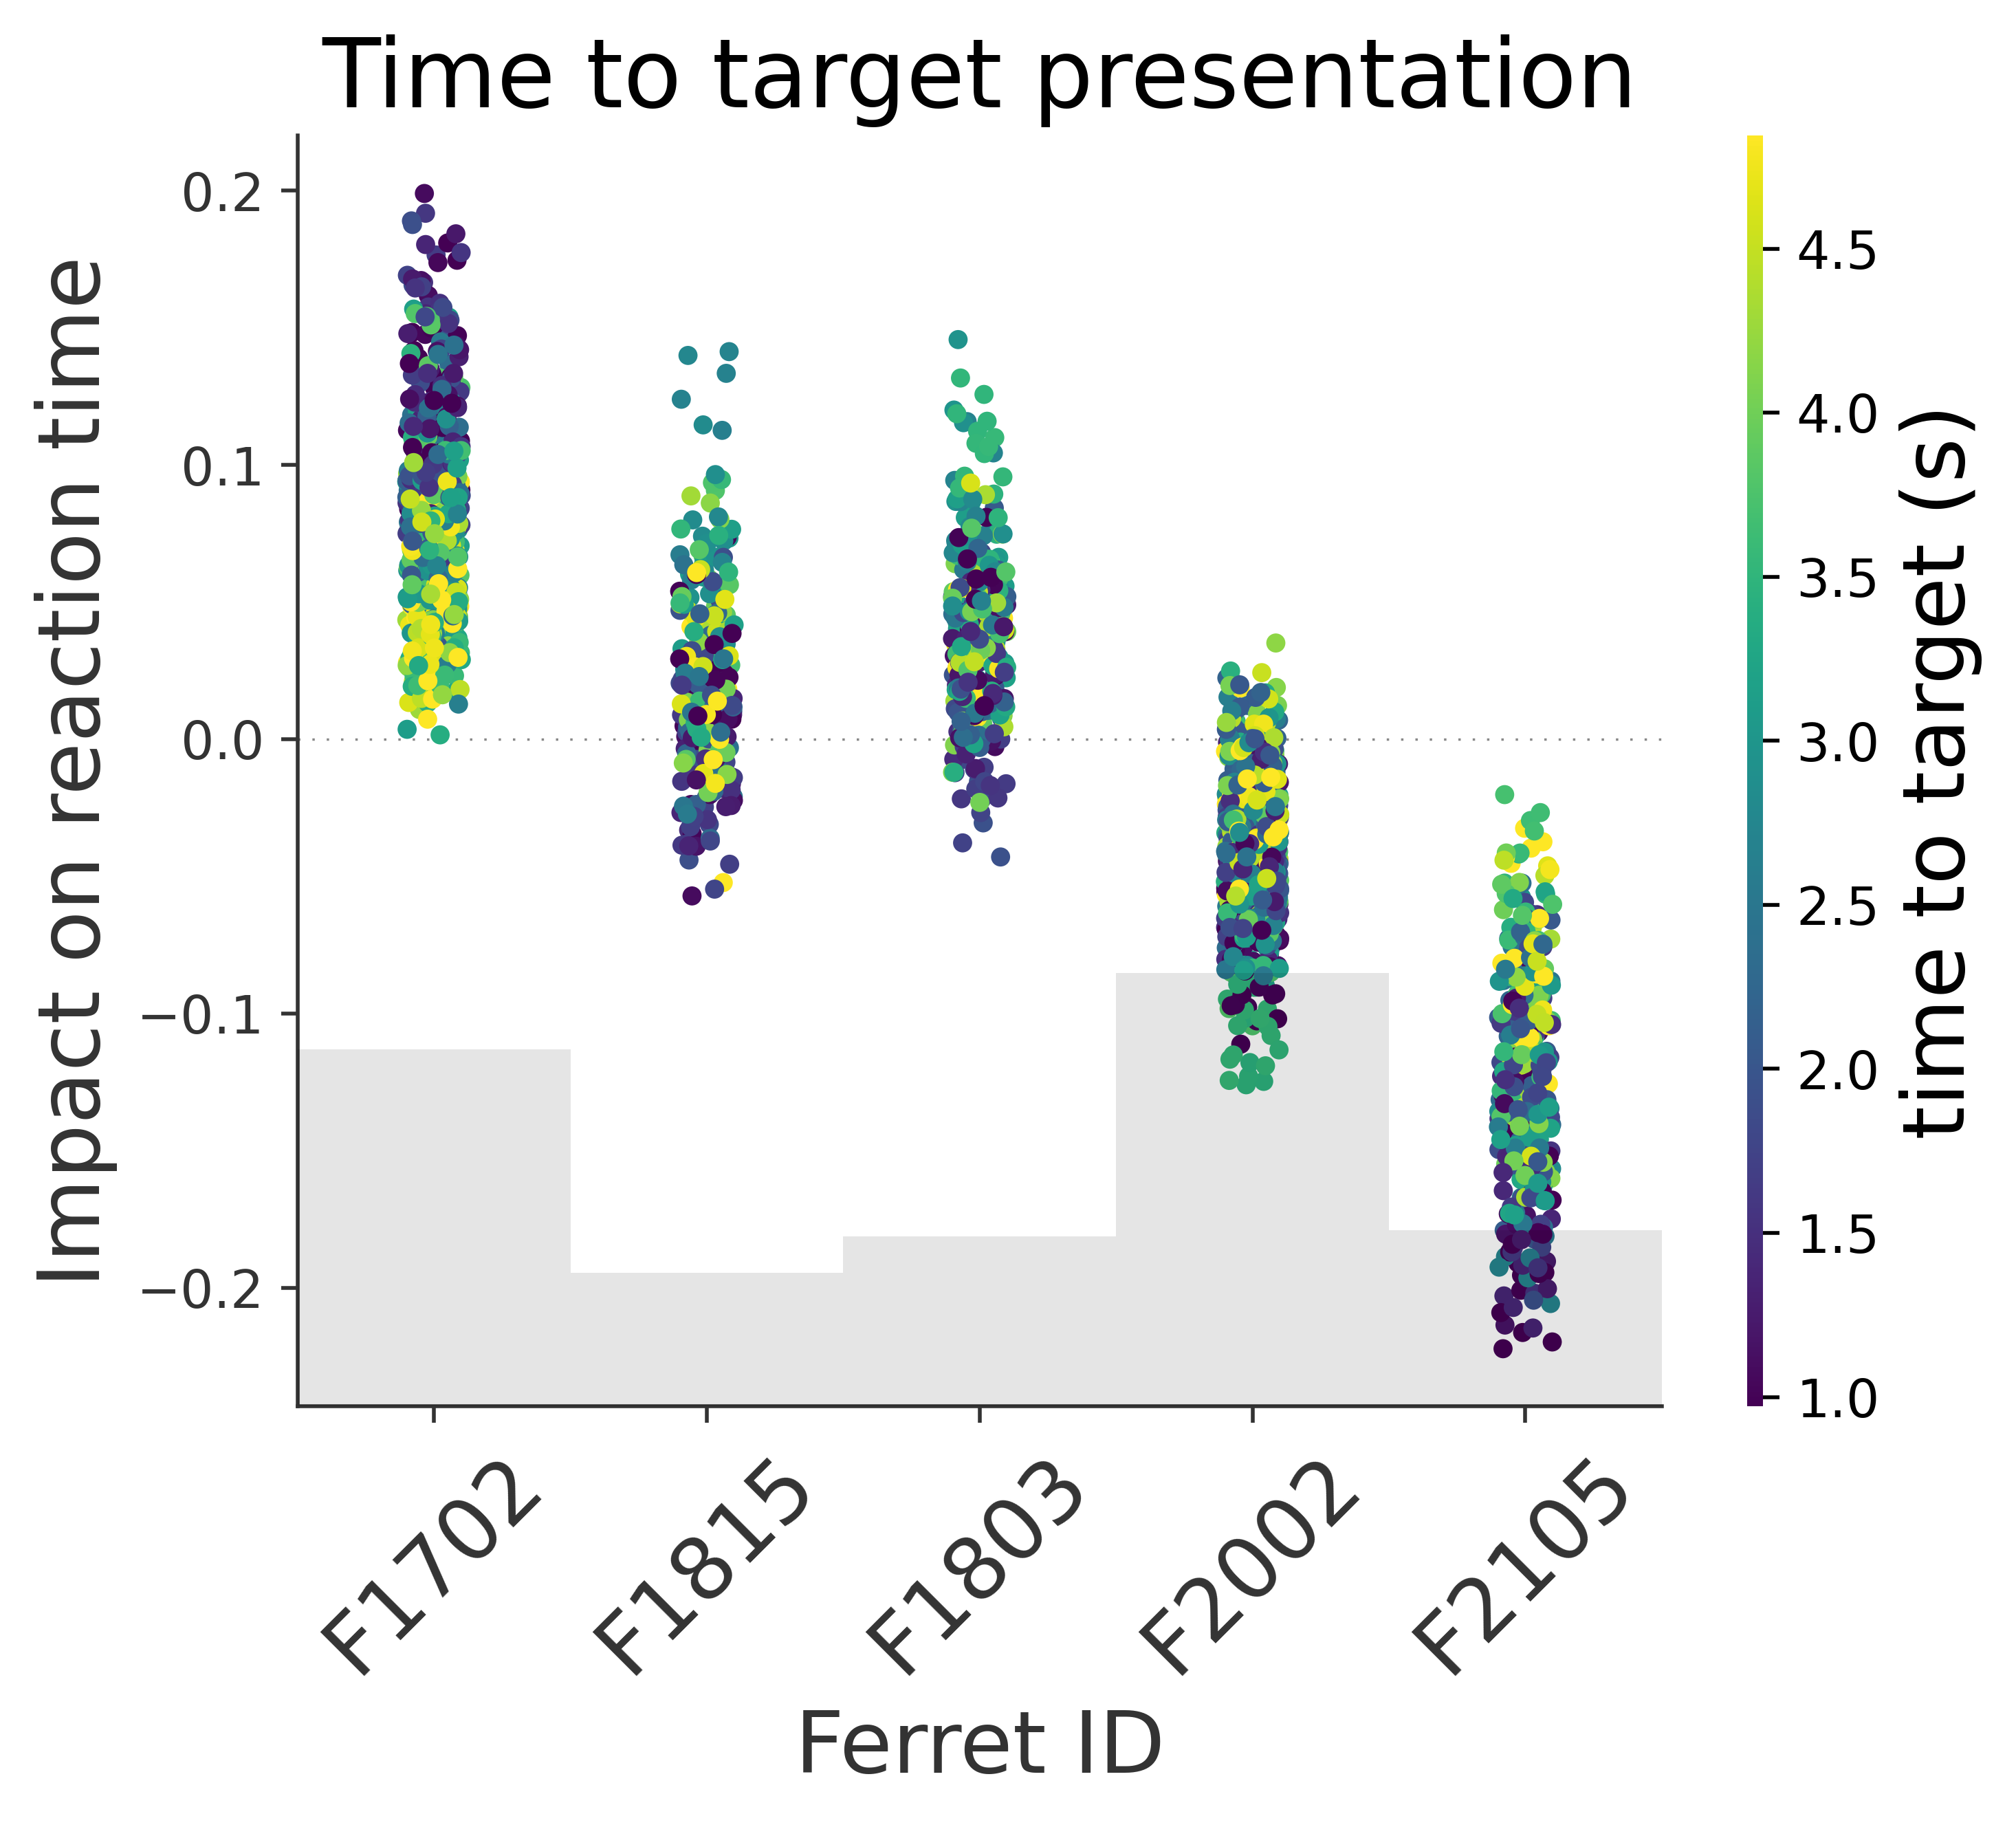 Time to target presentation
Impact on reaction time
0.2
0.1
0.0
−0.1
−0.2
F1702
F1815
F1803
F2002
F2105
Ferret ID
4.5
4.0
3.5
3.0
2.5
2.0
1.5
1.0
time to target (s)